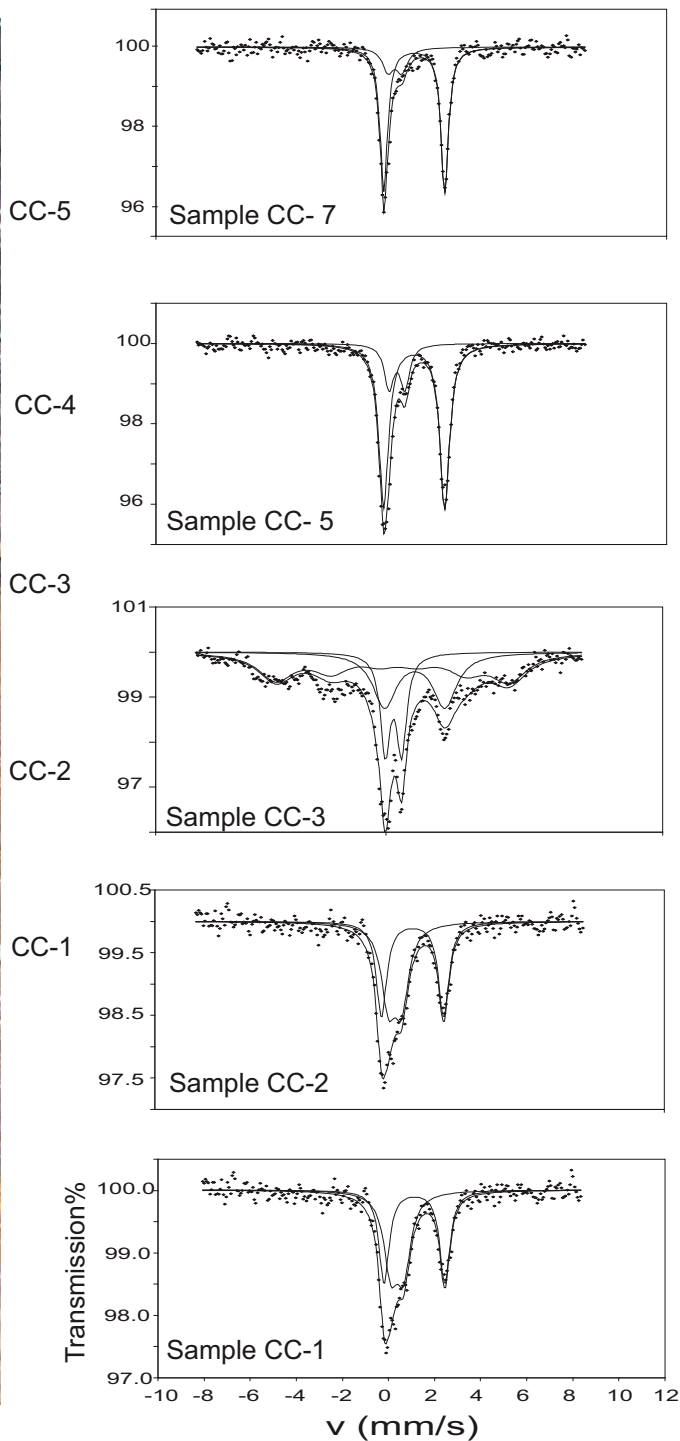 100
98
96
CC-5
Sample CC- 7
100
CC-4
98
96
Sample CC- 5
CC-3
101
99
CC-2
97
Sample CC-3
100.5
CC-1
99.5
98.5
97.5
Sample CC-2
Transmission%
100.0
99.0
98.0
97.0
Sample CC-1
-10 -8 -6 -4 -2 0 2 4 6 8 10 12
v (mm/s)